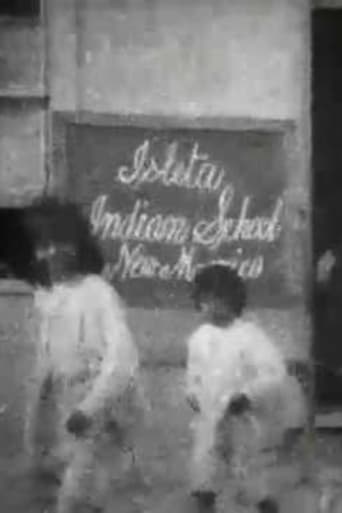 Isleta,
Indian School.
New Mexico